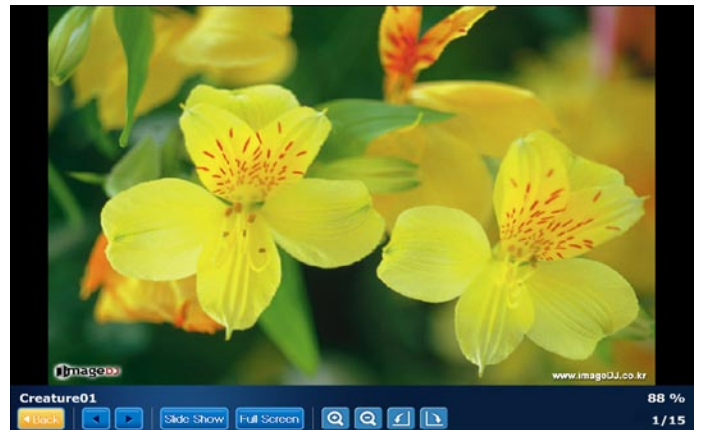 imageDJ
www.imageDJ.co.kr
Creature01
88 %
Back
Slide Show
Full Screen
1/15